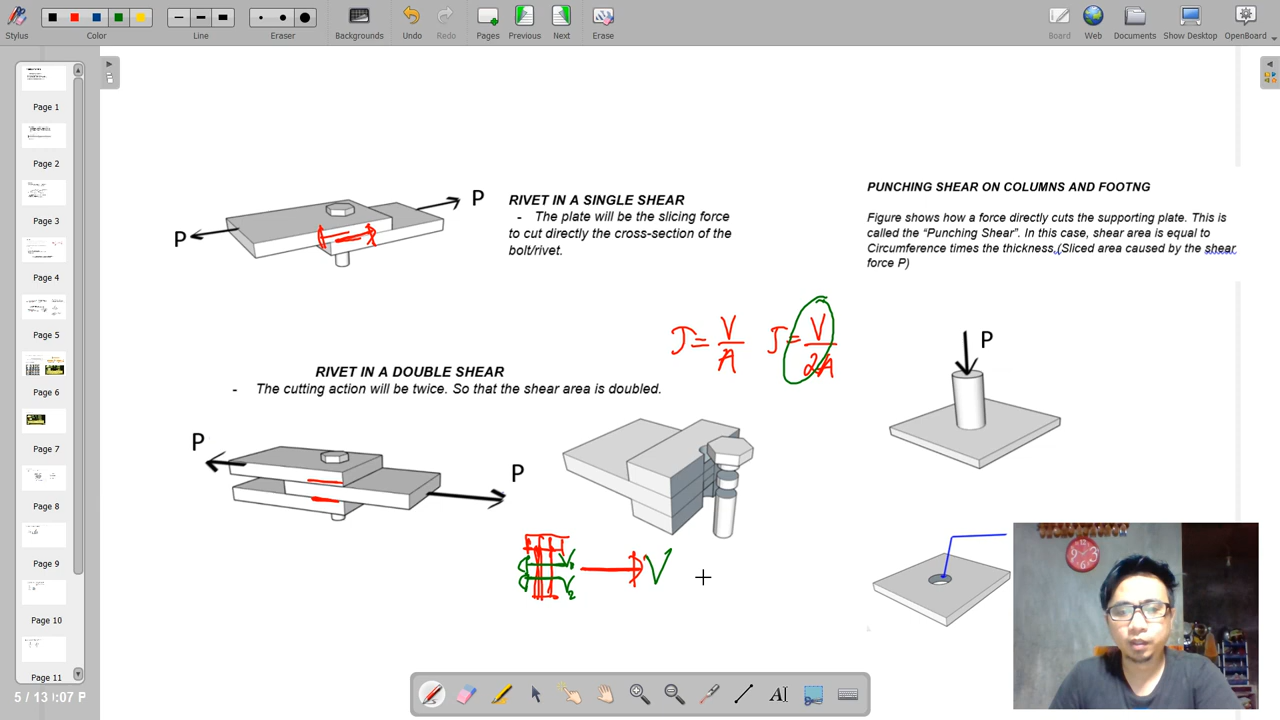 Stylus
Color
Line
Eraser
Backgrounds
Undo
Redo
Pages
Previous
Next
Erase
Board
Web
Documents
Show Desktop
OpenBoard
Page 1
Page 2
Page 3
Page 4
Page 5
Page 6
Page 7
Page 8
Page 9
Page 10
Page 11
5 / 13
:07 P
P
P
RIVET IN A SINGLE SHEAR
- The plate will be the slicing force
to cut directly the cross-section of the
bolt/rivet.
PUNCHING SHEAR ON COLUMNS AND FOOTNG
Figure shows how a force directly cuts the supporting plate. This is
called the “Punching Shear”. In this case, shear area is equal to
Circumference times the thickness.(Sliced area caused by the shear
force P)
= V
A
= V
2A
RIVET IN A DOUBLE SHEAR
- The cutting action will be twice. So that the shear area is doubled.
P
P
P
V₁
V₂
V
AI